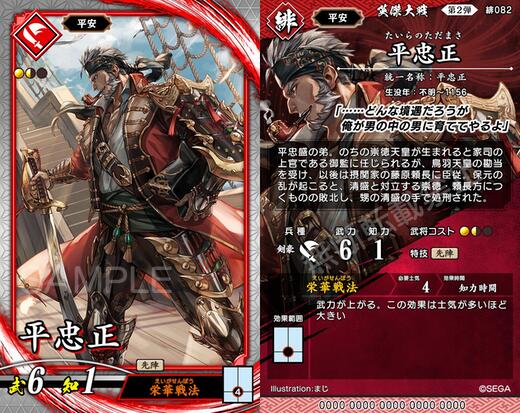 平安
SAMPLE
平忠正
先陣
武6 知1
えいがせんぽう
栄華戦法
4
緋
平安
英傑大戦
第2弾
緋082
たいらのただまさ
平忠正
統一名称：平忠正
生没年：不明～1156
「……どんな境遇だろうが
俺が男の中の男に育ててやるよ」
平忠盛の弟。のちの崇徳天皇が生まれると家司の
上官である御監に任じられるが、鳥羽天皇の勘当
を受け、以後は摂関家の藤原頼長に臣従。保元の
乱が起こると、清盛と対立する崇徳・頼長方につ
くものの敗北し、甥の清盛の手で処刑された。
兵種 武力 知力 武将コスト
剣豪 6 1 特技 先陣
えいがせんぽう 必要士気 効果時間
栄華戦法 4 知力時間
武力が上がる。この効果は士気が多いほど
大きい
効果範囲
Illustration:まじ
©SEGA
0000-0000-0000-0000-0000